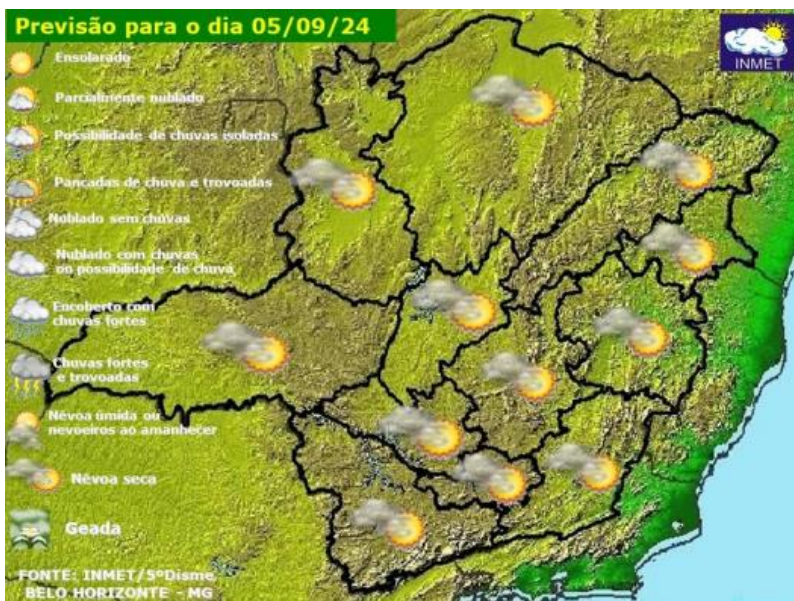 Previsão para o dia 05/09/24
INMET
Ensolarado
Parcialmente nublado
Possibilidade de chuvas isoladas
Pancadas de chuva e trovoadas
Nublado sem chuvas
Nublado com chuvas
ou possibilidade de chuva
Encoberto com
chuvas fortes
Chuvas fortes
e trovoadas
Névoa úmida ou
nevoeiros ao amanhecer
Névoa seca
Geada
FONTE: INMET/5ºDisme
BELO HORIZONTE - MG